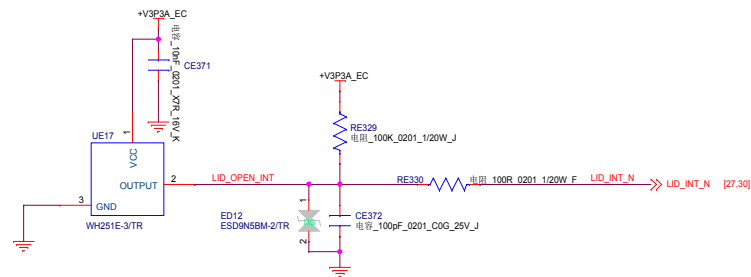 +V3P3A_EC
电容_10nF_0201_X7R_16V_K
CE371
+V3P3A_EC
UE17
1
VCC
RE329
电阻_100K_0201_1/20W_J
OUTPUT
2
LID_OPEN_INT
RE330
电阻_100R_0201_1/20W_F
LID_INT_N
LID_INT_N
[27,30]
3
GND
WH251E-3/TR
1
ED12
ESD9N5BM-2/TR
2
CE372
电容_100pF_0201_C0G_25V_J